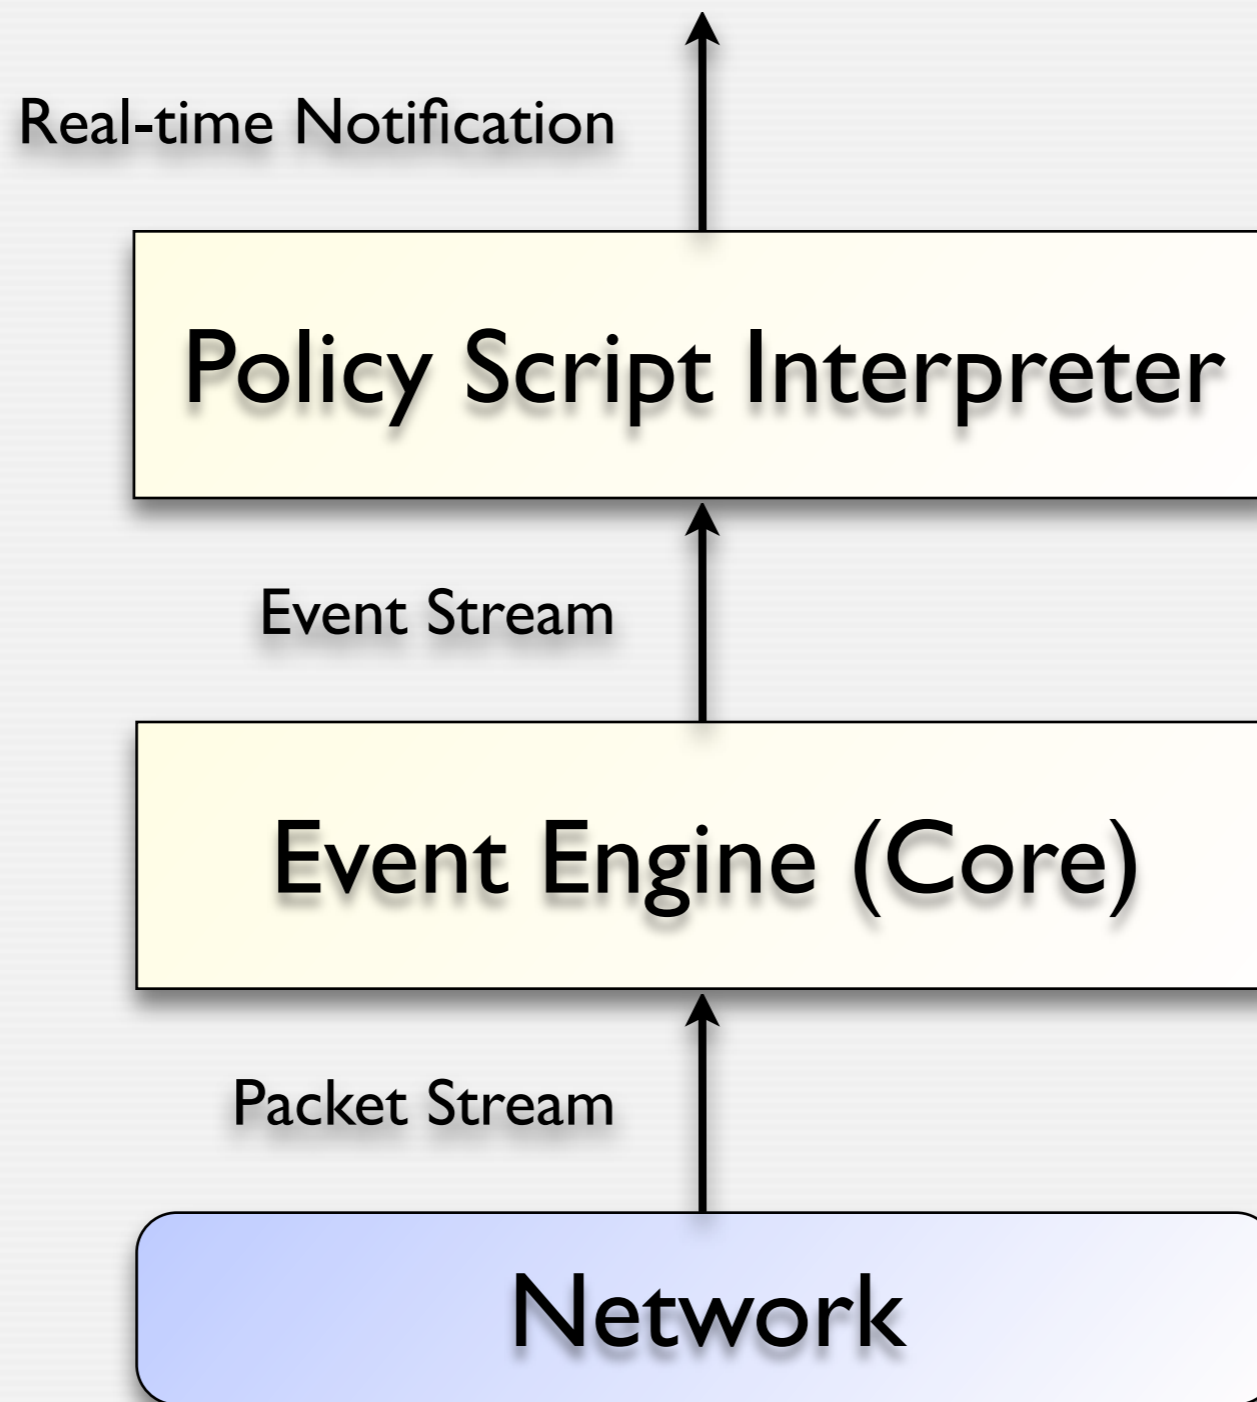 Real-time Notification
Policy Script Interpreter
Event Stream
Event Engine (Core)
Packet Stream
Network